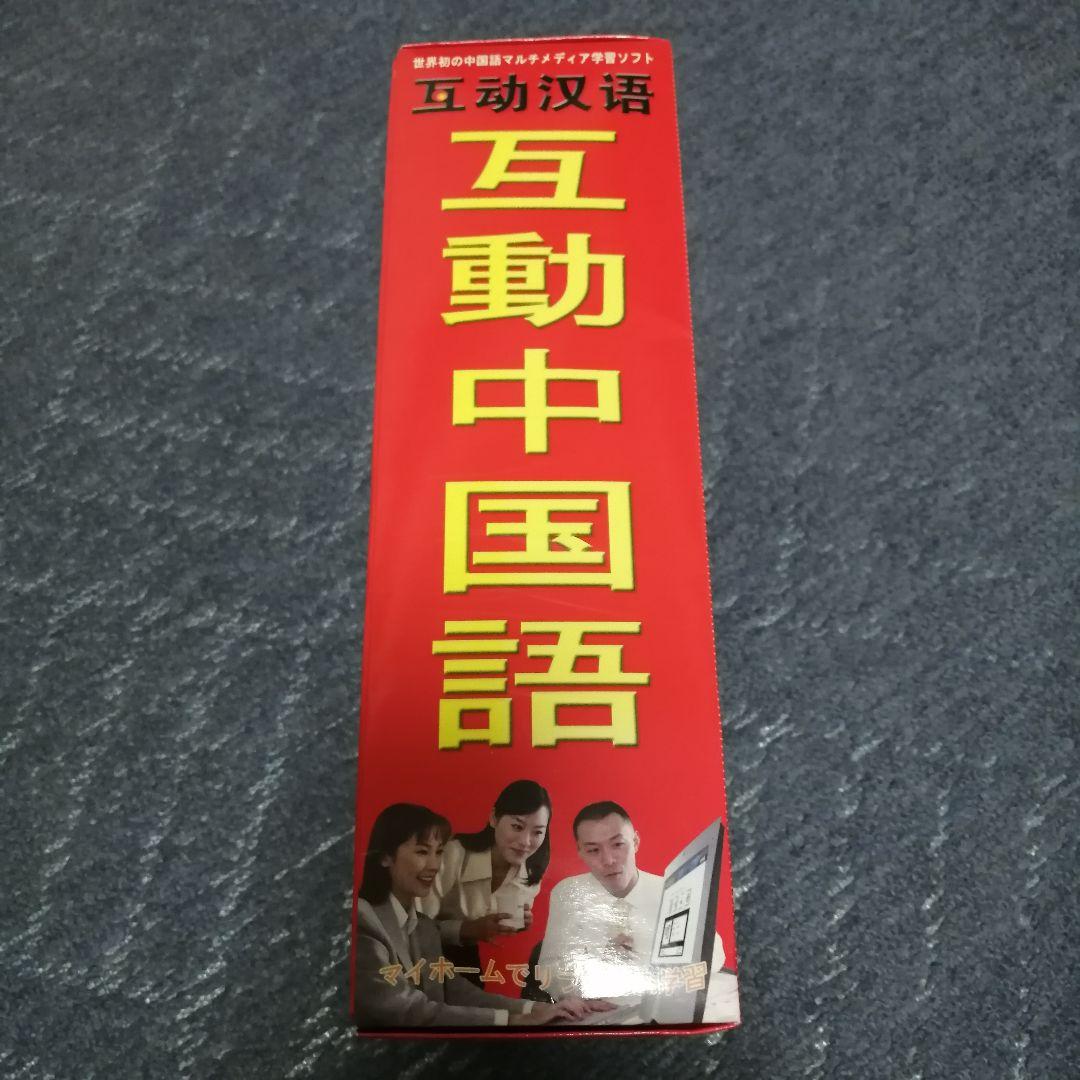 世界初の中国語マルチメディア学習ソフト
互动汉语
互動中国語
マイホームでリ 学習